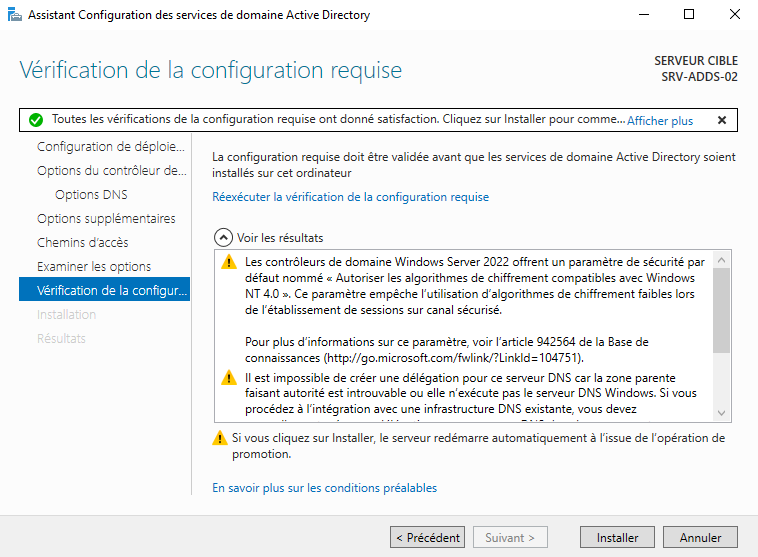 Assistant Configuration des services de domaine Active Directory
Vérification de la configuration requise
SERVEUR CIBLE
SRV-ADDS-02
Toutes les vérifications de la configuration requise ont donné satisfaction. Cliquez sur Installer pour comme... Afficher plus
Configuration de déploie...
Options du contrôleur de...
Options DNS
Options supplémentaires
Chemins d'accès
Examiner les options
Vérification de la configur...
Installation
Résultats
La configuration requise doit être validée avant que les services de domaine Active Directory soient
installés sur cet ordinateur
Réexécuter la vérification de la configuration requise
Voir les résultats
Les contrôleurs de domaine Windows Server 2022 offrent un paramètre de sécurité par
défaut nommé « Autoriser les algorithmes de chiffrement compatibles avec Windows
NT 4.0 ». Ce paramètre empêche l'utilisation d'algorithmes de chiffrement faibles lors
de l'établissement de sessions sur canal sécurisé.
Pour plus d'informations sur ce paramètre, voir l'article 942564 de la Base de
connaissances (http://go.microsoft.com/fwlink/?LinkId=104751).
Il est impossible de créer une délégation pour ce serveur DNS car la zone parente
faisant autorité est introuvable ou elle n'exécute pas le serveur DNS Windows. Si vous
procédez à l'intégration avec une infrastructure DNS existante, vous devez
Si vous cliquez sur Installer, le serveur redémarre automatiquement à l'issue de l'opération de
promotion.
En savoir plus sur les conditions préalables
< Précédent
Suivant >
Installer
Annuler